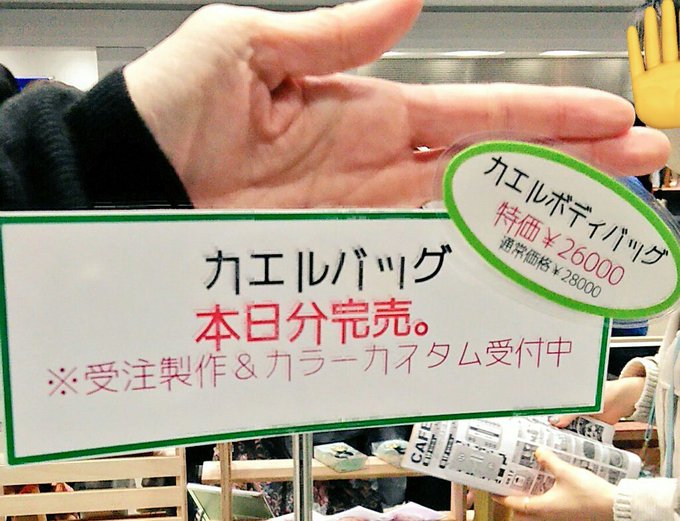 カエルボディバッグ
特価¥26000
通常価格¥28000
カエルバッグ
本日分完売。
※受注製作&カラーカスタム受付中
CAFE